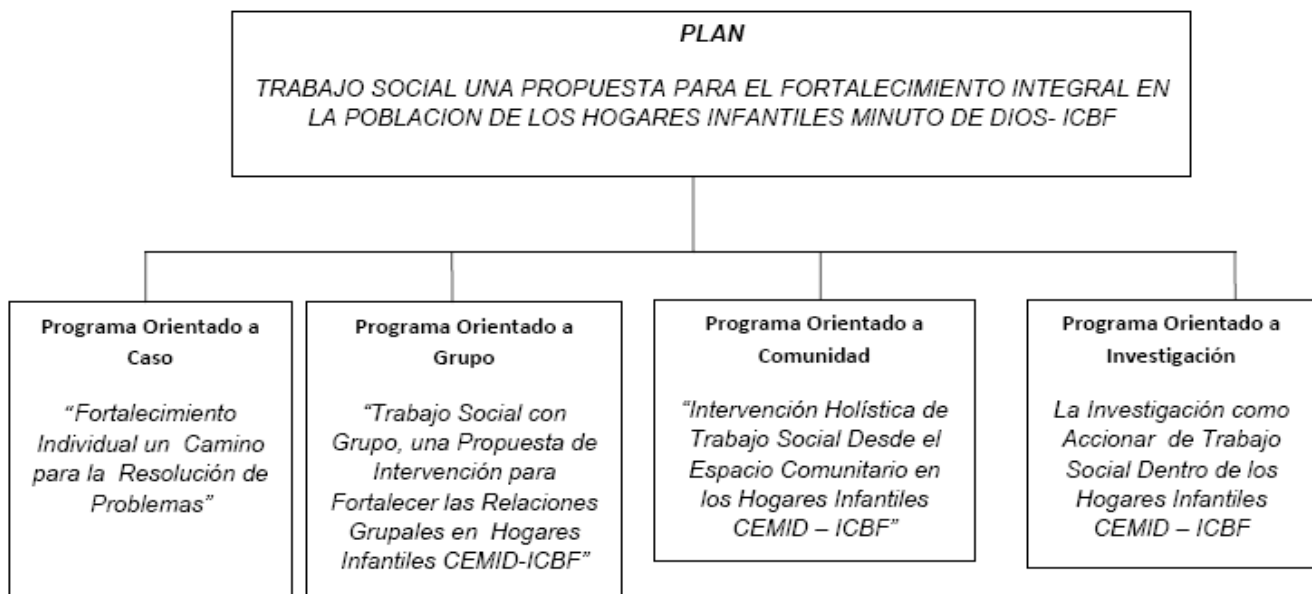 PLAN
TRABAJO SOCIAL UNA PROPUESTA PARA EL FORTALECIMIENTO INTEGRAL EN
LA POBLACION DE LOS HOGARES INFANTILES MINUTO DE DIOS- ICBF
Programa Orientado a
Caso
“Fortalecimiento
Individual un Camino
para la Resolución de
Problemas”
Programa Orientado a
Grupo
“Trabajo Social con
Grupo, una Propuesta de
Intervención para
Fortalecer las Relaciones
Grupales en Hogares
Infantiles CEMID-ICBF”
Programa Orientado a
Comunidad
“Intervención Holística de
Trabajo Social Desde el
Espacio Comunitario en
los Hogares Infantiles
CEMID – ICBF”
Programa Orientado a
Investigación
La Investigación como
Accionar de Trabajo
Social Dentro de los
Hogares Infantiles
CEMID – ICBF